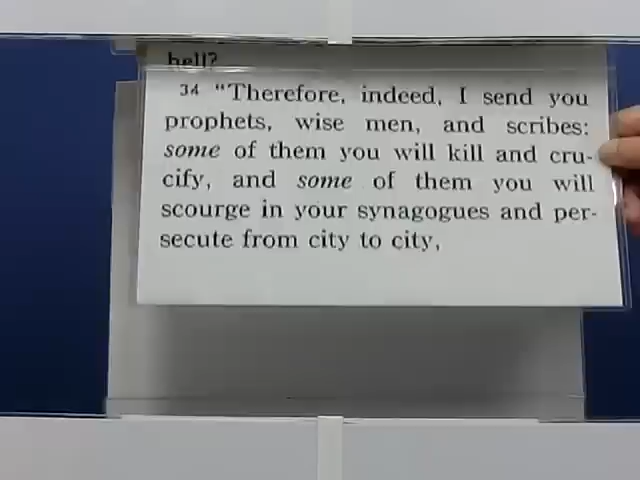 hell?
34 "Therefore, indeed, I send you
prophets, wise men, and scribes:
some of them you will kill and cru-
cify, and some of them you will
scourge in your synagogues and per-
secute from city to city,